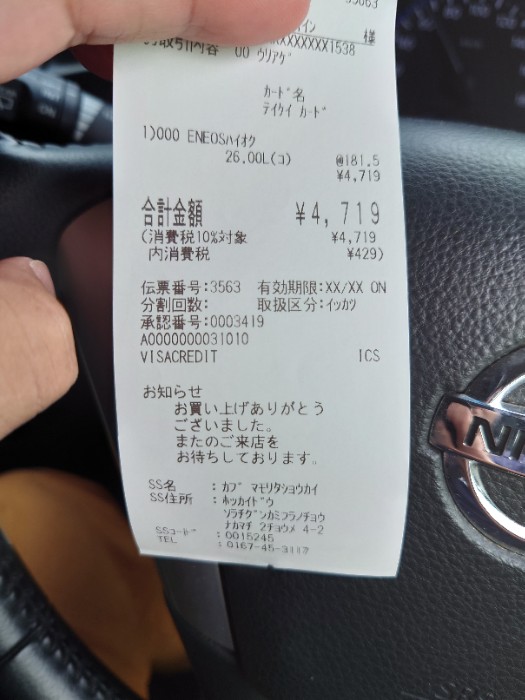 様
XXXXXXXX1538
取引内容 00 ウリアゲ
カード名
テイケイ カード
1)000 ENEOSハイオク
26.00L(コ) @181.5
¥4,719
合計金額 ¥4,719
(消費税10%対象 ¥4,719
内消費税 ¥429)
伝票番号:3563 有効期限:XX/XX ON
分割回数: 取扱区分:イッカツ
承認番号:0003419
A0000000031010
VISACREDIT ICS
お知らせ
お買い上げありがとう
ございました。
またのご来店を
お待ちしております。
SS名 :カブ マモリタショウカイ
SS住所 :ホッカイドウ
ソラチグンカミフラノチョウ
ナカマチ 2チョウメ 4-2
SSコード :0015245
TEL :0167-45-3117
NI